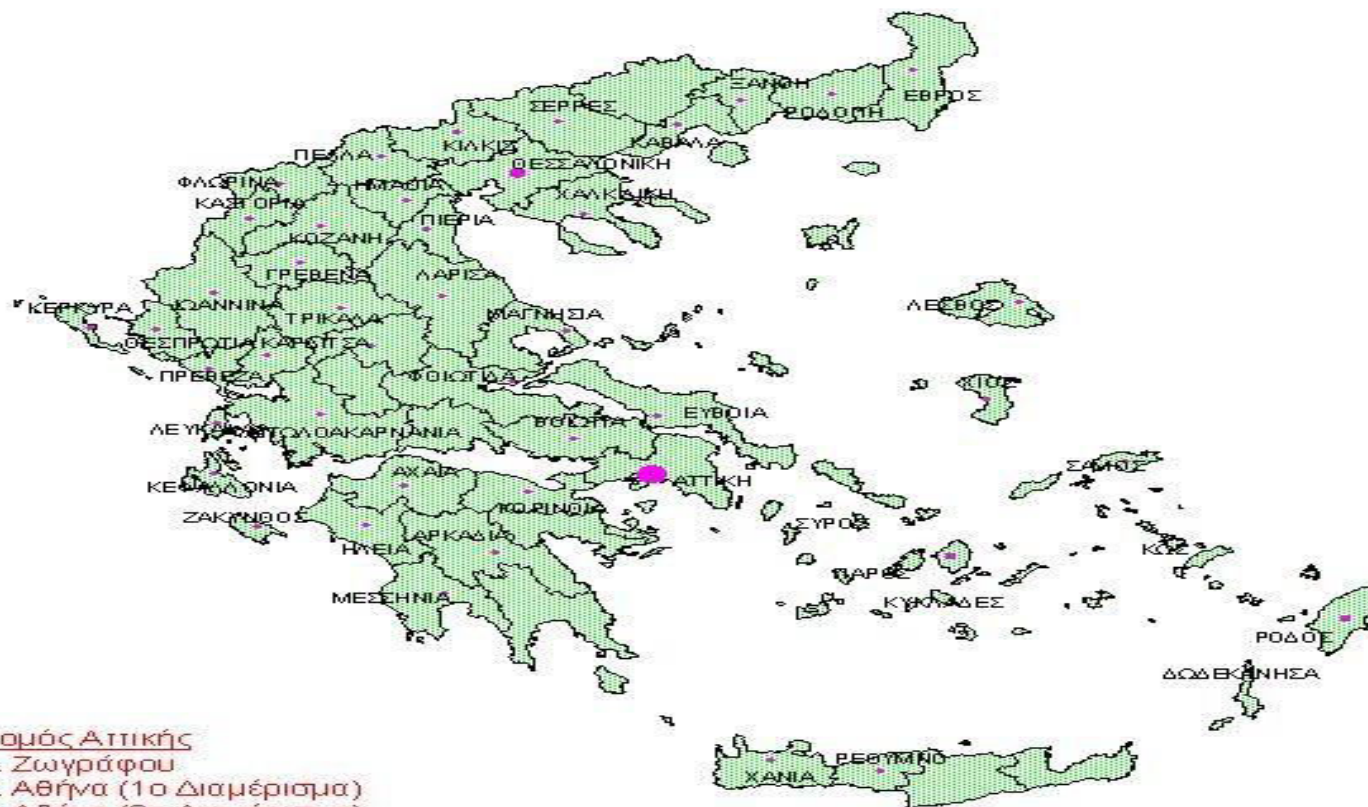 ΞΑΝΘΗ
ΕΒΡΟΣ
ΣΕΡΡΕΣ
ΡΟΔΟΠΗ
ΚΑΒΑΛΑ
ΚΙΛΚΙΣ
ΠΕΛΛΑ
ΘΕΣΣΑΛΟΝΙΚΗ
ΦΛΩΡΙΝΑ
ΗΜΑΘΙΑ
ΧΑΛΚΙΔΙΚΗ
ΠΙΕΡΙΑ
ΚΟΖΑΝΗ
ΓΡΕΒΕΝΑ
ΛΑΡΙΣΑ
ΙΩΑΝΝΙΝΑ
ΛΕΣΒΟΣ
ΚΕΡΚΥΡΑ
ΤΡΙΚΑΛΑ
ΜΑΓΝΗΣΙΑ
ΘΕΣΠΡΩΤΙΑ ΚΑΡΔΙΤΣΑ
ΠΡΕΒΕΖΑ
ΦΘΙΩΤΙΔΑ
ΧΙΟΣ
ΕΥΒΟΙΑ
ΒΟΙΩΤΙΑ
ΑΙΤΩΛΟΑΚΑΡΝΑΝΙΑ
ΣΑΜΟΣ
ΑΧΑΙΑ
ΑΤΤΙΚΗ
ΚΕΦΑΛΛΟΝΙΑ
ΚΟΡΙΝΘΙΑ
ΖΑΚΥΝΘΟΣ
ΣΥΡΟΣ
ΑΡΚΑΔΙΑ
ΗΛΕΙΑ
ΚΩΣ
ΠΑΡΟΣ
ΜΕΣΣΗΝΙΑ
ΚΥΚΛΑΔΕΣ
ΡΟΔΟΣ
ΔΩΔΕΚΑΝΗΣΑ
ομός Αττικής
Ζωγράφου
Αθήνα (1ο Διαμέρισμα)
ΡΕΘΥΜΝΟ
ΧΑΝΙΑ